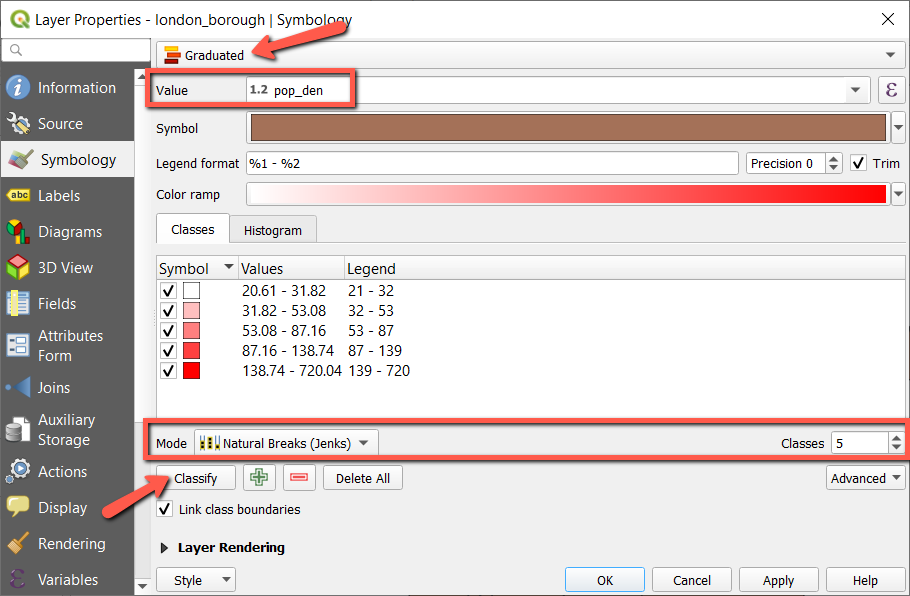 Layer Properties - london_borough | Symbology
Graduated
Information
Value 1.2 pop_den ε
Source
Symbol
Symbology
Legend format %1 - %2 Precision 0 Trim
abc Labels
Color ramp
Diagrams
Classes Histogram
3D View
Symbol Values Legend
Fields
20.61 - 31.82 21 - 32
31.82 - 53.08 32 - 53
53.08 - 87.16 53 - 87
87.16 - 138.74 87 - 139
138.74 - 720.04 139 - 720
Attributes
Form
Joins
Auxiliary
Storage
Mode Natural Breaks (Jenks) Classes 5
Actions
Classify Delete All Advanced
Display
Link class boundaries
Rendering
Layer Rendering
Variables
Style OK Cancel Apply Help